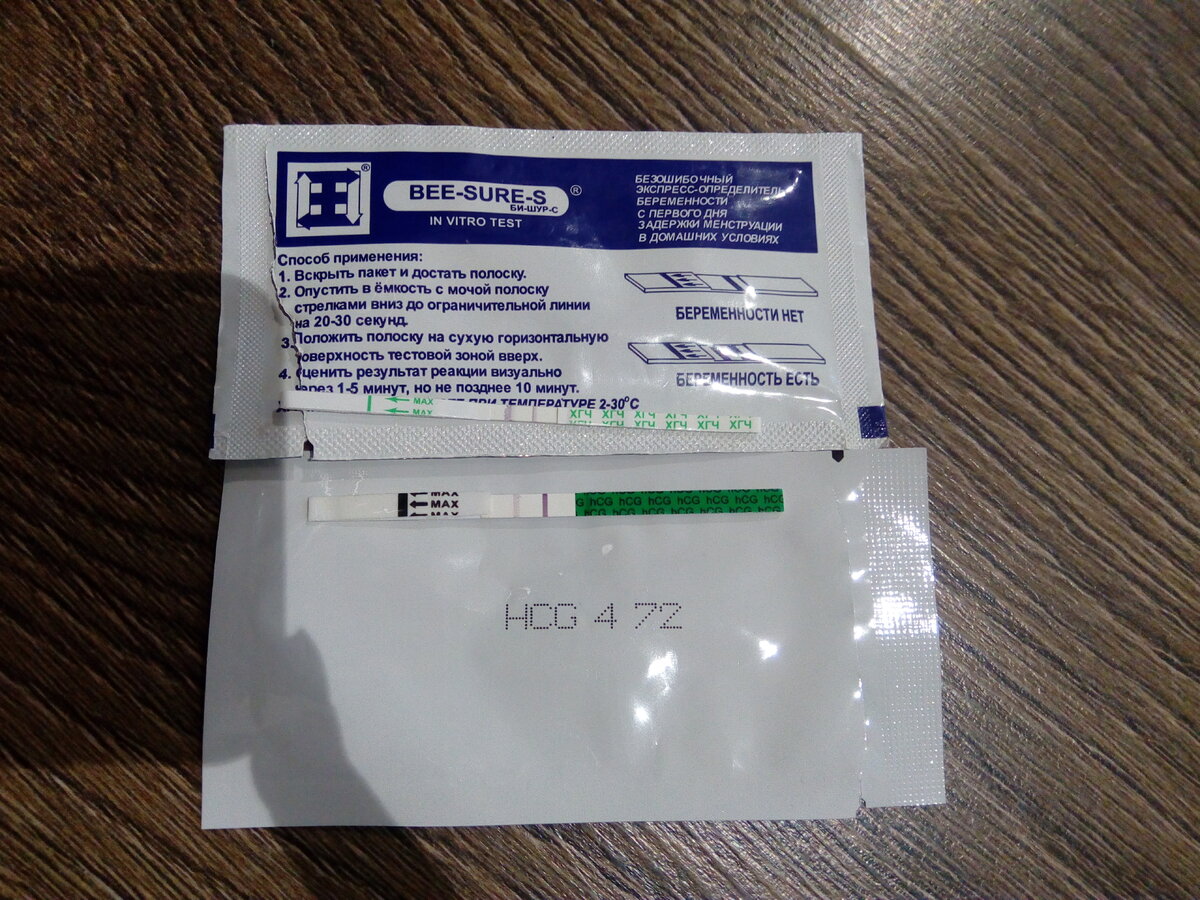 ®
BEE-SURE-S ®
БИ-ШУР-С
IN VITRO TEST
БЕЗОШИБОЧНЫЙ
ЭКСПРЕСС-ОПРЕДЕЛИТЕЛЬ
БЕРЕМЕННОСТИ
С ПЕРВОГО ДНЯ
ЗАДЕРЖКИ МЕНСТРУАЦИИ
В ДОМАШНИХ УСЛОВИЯХ
Способ применения:
1. Вскрыть пакет и достать полоску.
2. Опустить в ёмкость с мочой полоску
стрелками вниз до ограничительной линии
на 20-30 секунд.
3. Положить полоску на сухую горизонтальную
поверхность тестовой зоной вверх.
4. Оценить результат реакции визуально
через 1-5 минут, но не позднее 10 минут.
ПРИ ТЕМПЕРАТУРЕ 2-30°C
БЕРЕМЕННОСТИ НЕТ
БЕРЕМЕННОСТЬ ЕСТЬ
MAX ХГЧ ХГЧ ХГЧ ХГЧ ХГЧ ХГЧ
MAX ХГЧ ХГЧ ХГЧ ХГЧ ХГЧ ХГЧ
MAX hCG hCG hCG hCG hCG hCG
MAX hCG hCG hCG hCG hCG hCG
MAX
HCG 4 72